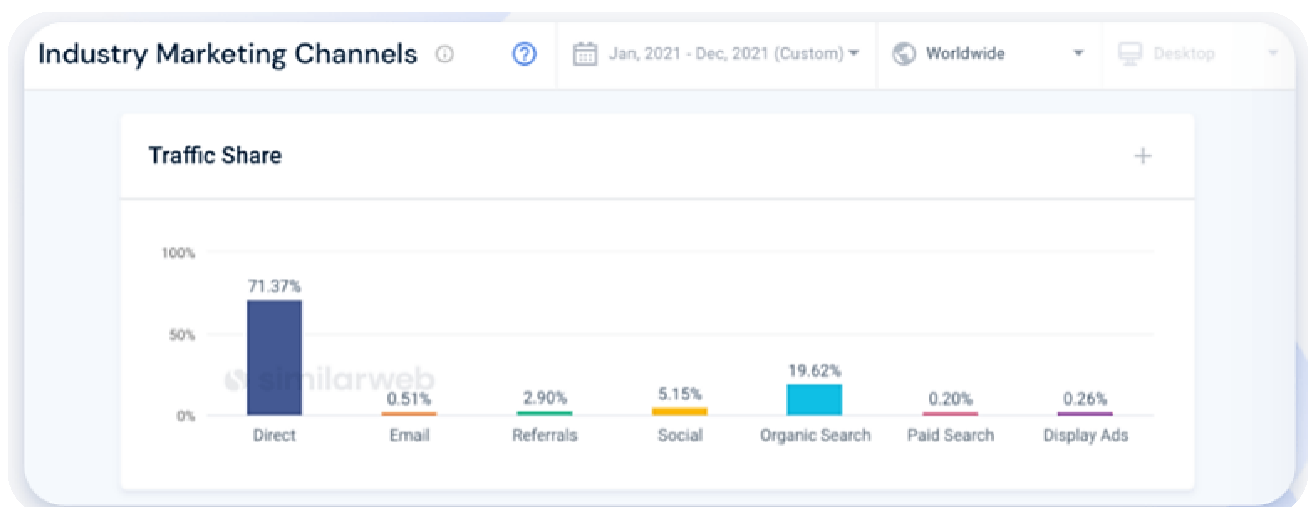 Industry Marketing Channels
Jan, 2021 - Dec, 2021 (Custom)
Worldwide
Desktop
Traffic Share
100%
50%
0%
71.37%
0.51%
2.90%
5.15%
19.62%
0.20%
0.26%
similarweb
Direct
Email
Referrals
Social
Organic Search
Paid Search
Display Ads